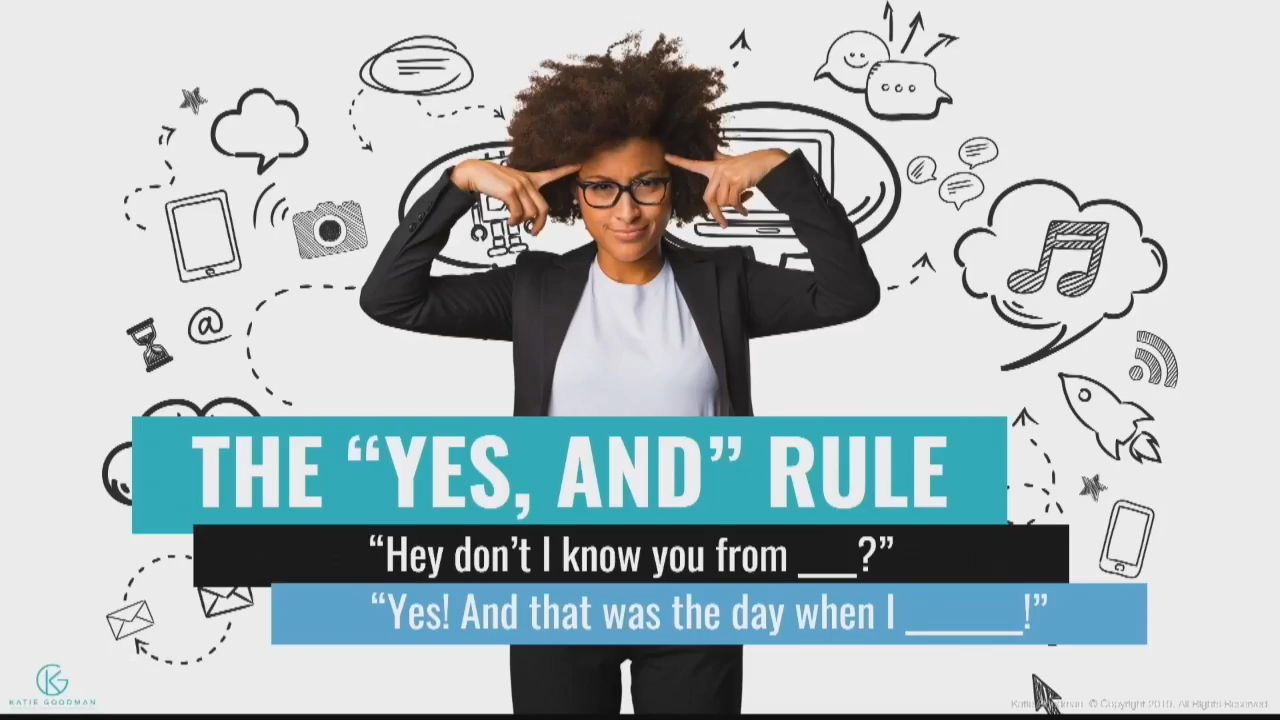 THE “YES, AND” RULE
“Hey don’t I know you from ___?”
“Yes! And that was the day when I ______!”
KG
KATIE GOODMAN
© Copyright 2019. All Rights Reserved.